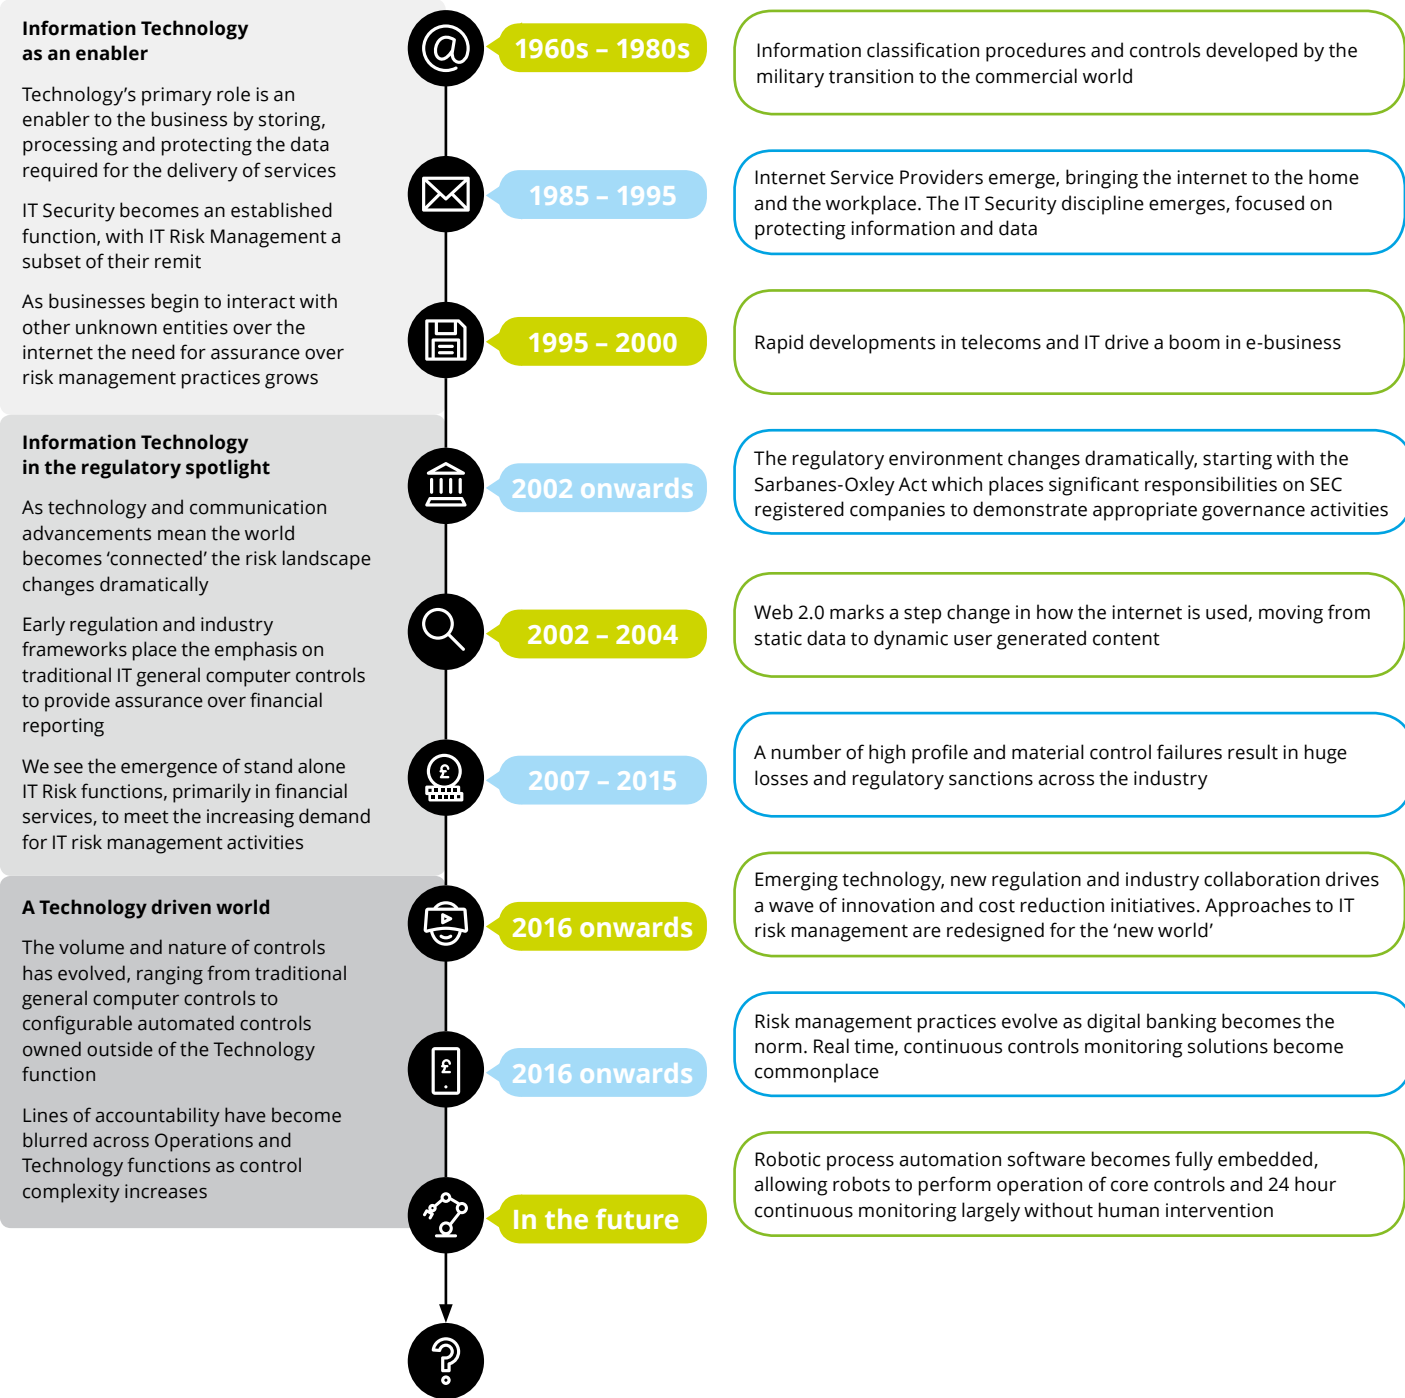 Information Technology
as an enabler
Technology’s primary role is an
enabler to the business by storing,
processing and protecting the data
required for the delivery of services
IT Security becomes an established
function, with IT Risk Management a
subset of their remit
As businesses begin to interact with
other unknown entities over the
internet the need for assurance over
risk management practices grows
Information Technology
in the regulatory spotlight
As technology and communication
advancements mean the world
becomes ‘connected’ the risk landscape
changes dramatically
Early regulation and industry
frameworks place the emphasis on
traditional IT general computer controls
to provide assurance over financial
reporting
We see the emergence of stand alone
IT Risk functions, primarily in financial
services, to meet the increasing demand
for IT risk management activities
A Technology driven world
The volume and nature of controls
has evolved, ranging from traditional
general computer controls to
configurable automated controls
owned outside of the Technology
function
Lines of accountability have become
blurred across Operations and
Technology functions as control
complexity increases
@
1960s – 1980s
Information classification procedures and controls developed by the
military transition to the commercial world
1985 – 1995
Internet Service Providers emerge, bringing the internet to the home
and the workplace. The IT Security discipline emerges, focused on
protecting information and data
1995 – 2000
Rapid developments in telecoms and IT drive a boom in e-business
2002 onwards
The regulatory environment changes dramatically, starting with the
Sarbanes-Oxley Act which places significant responsibilities on SEC
registered companies to demonstrate appropriate governance activities
2002 – 2004
Web 2.0 marks a step change in how the internet is used, moving from
static data to dynamic user generated content
£
2007 – 2015
A number of high profile and material control failures result in huge
losses and regulatory sanctions across the industry
2016 onwards
Emerging technology, new regulation and industry collaboration drives
a wave of innovation and cost reduction initiatives. Approaches to IT
risk management are redesigned for the ‘new world’
£
2016 onwards
Risk management practices evolve as digital banking becomes the
norm. Real time, continuous controls monitoring solutions become
commonplace
In the future
Robotic process automation software becomes fully embedded,
allowing robots to perform operation of core controls and 24 hour
continuous monitoring largely without human intervention
?